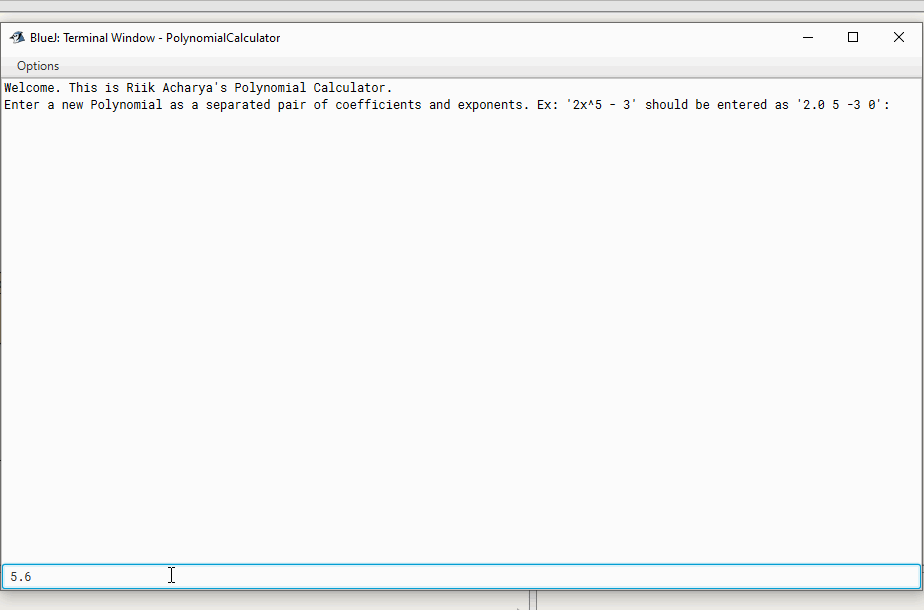 BlueJ: Terminal Window - PolynomialCalculator
Options
Welcome. This is Riik Acharya's Polynomial Calculator.
Enter a new Polynomial as a separated pair of coefficients and exponents. Ex: '2x^5 - 3' should be entered as '2.0 5 -3 0':
5.6